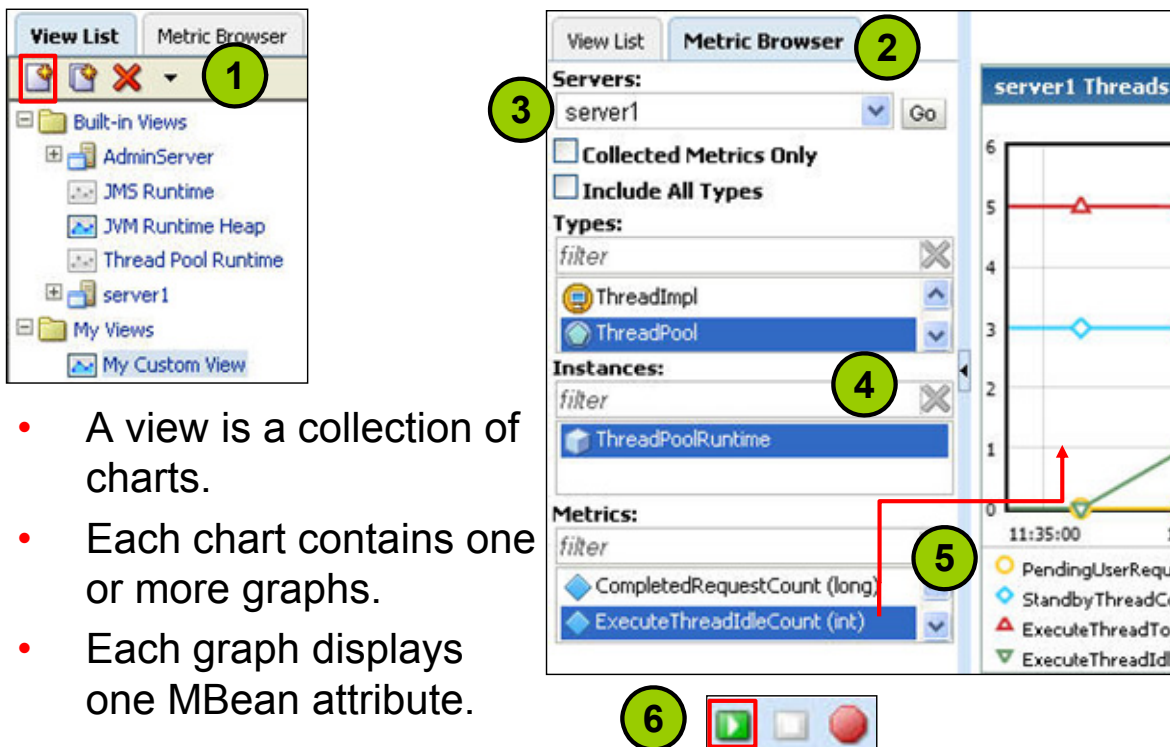 View List Metric Browser
1
Built-in Views
AdminServer
JMS Runtime
JVM Runtime Heap
Thread Pool Runtime
server1
My Views
My Custom View
• A view is a collection of
charts.
• Each chart contains one
or more graphs.
• Each graph displays
one MBean attribute.
View List Metric Browser
2
Servers:
3
server1 Go
Collected Metrics Only
Include All Types
Types:
filter
ThreadImpl
ThreadPool
Instances:
4
filter
ThreadPoolRuntime
Metrics:
filter
5
CompletedRequestCount (long)
ExecuteThreadIdleCount (int)
server1 Threads
6
5
4
3
2
1
0
11:35:00
PendingUserRequ
StandbyThreadCo
ExecuteThreadTo
ExecuteThreadIdl
6